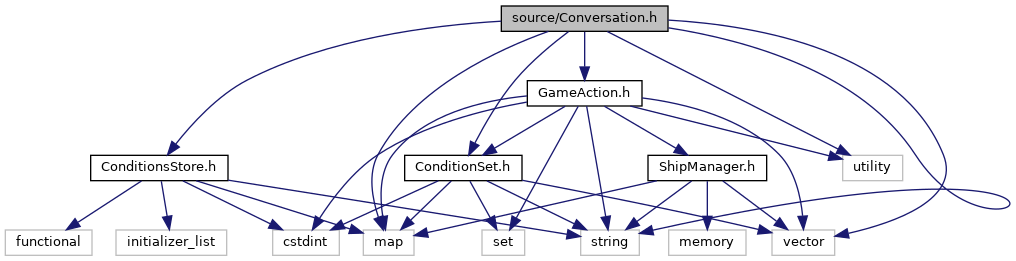 source/Conversation.h
GameAction.h
ConditionsStore.h
ConditionSet.h
ShipManager.h
utility
functional
initializer_list
cstdint
map
set
string
memory
vector